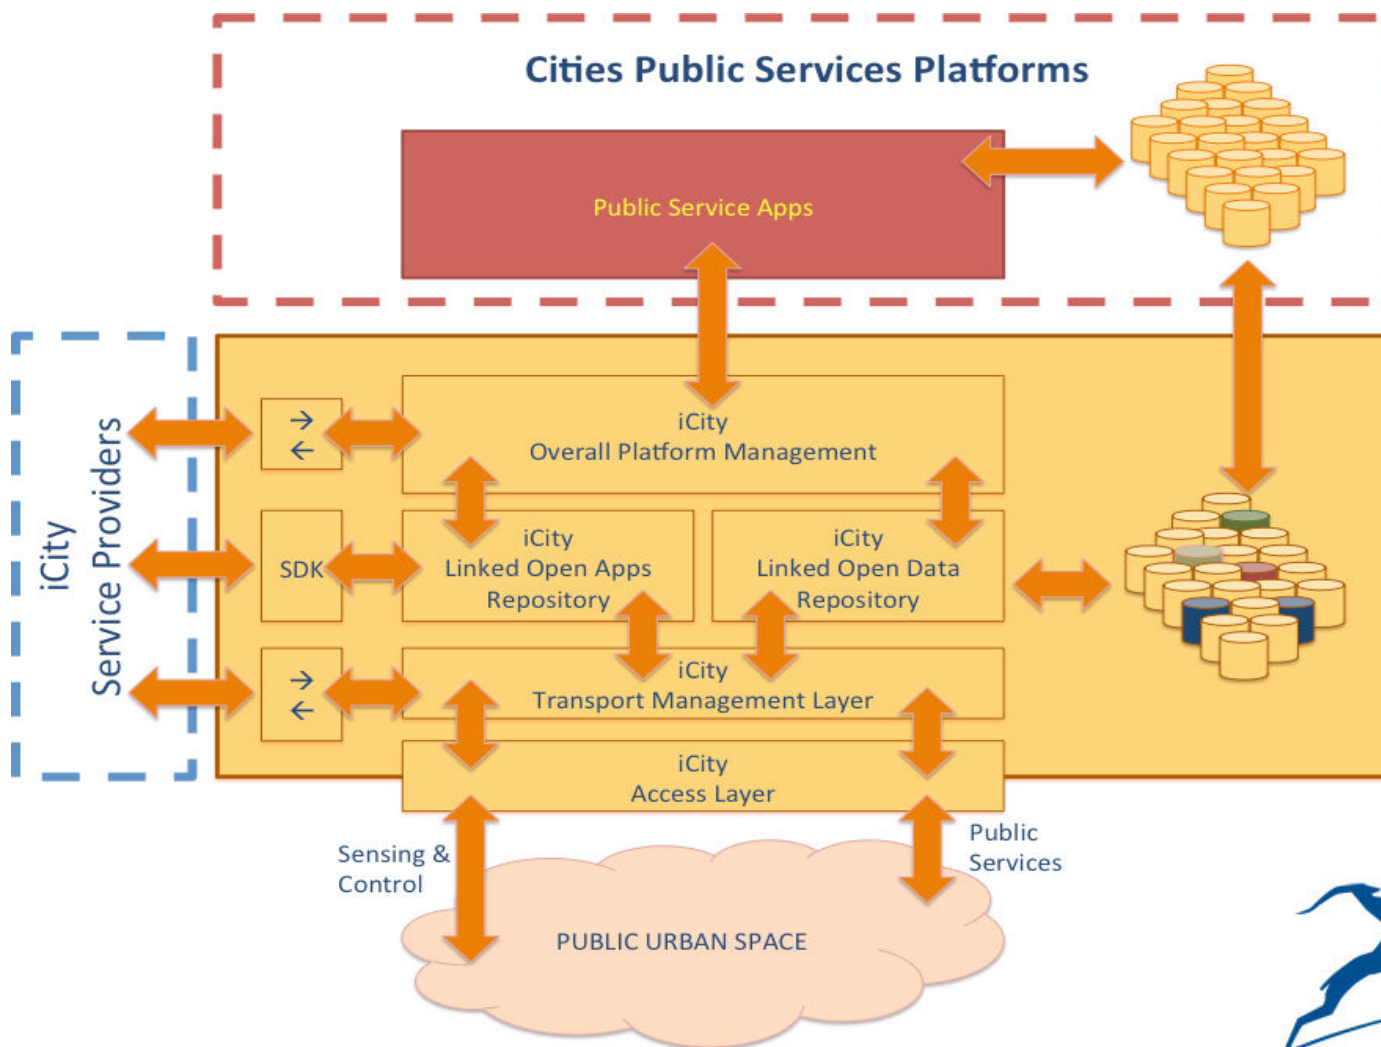 Cities Public Services Platforms
Public Service Apps
iCity
Service Providers
→
←
iCity
Overall Platform Management
SDK
iCity
Linked Open Apps
Repository
iCity
Linked Open Data
Repository
→
←
iCity
Transport Management Layer
iCity
Access Layer
Sensing &
Control
Public
Services
PUBLIC URBAN SPACE